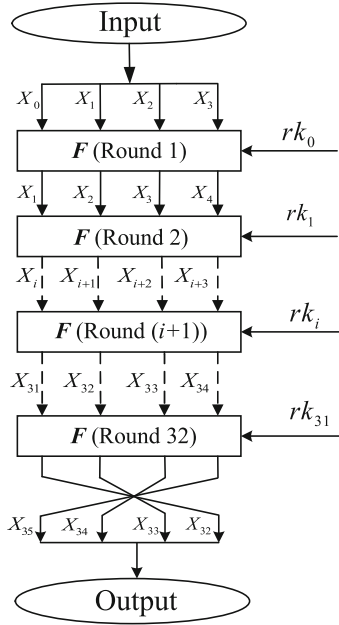 Input
X₀ X₁ X₂ X₃
F (Round 1) rk₀
X₁ X₂ X₃ X₄
F (Round 2) rk₁
Xᵢ Xᵢ₊₁ Xᵢ₊₂ Xᵢ₊₃
F (Round (i+1)) rkᵢ
X₃₁ X₃₂ X₃₃ X₃₄
F (Round 32) rk₃₁
X₃₅ X₃₄ X₃₃ X₃₂
Output